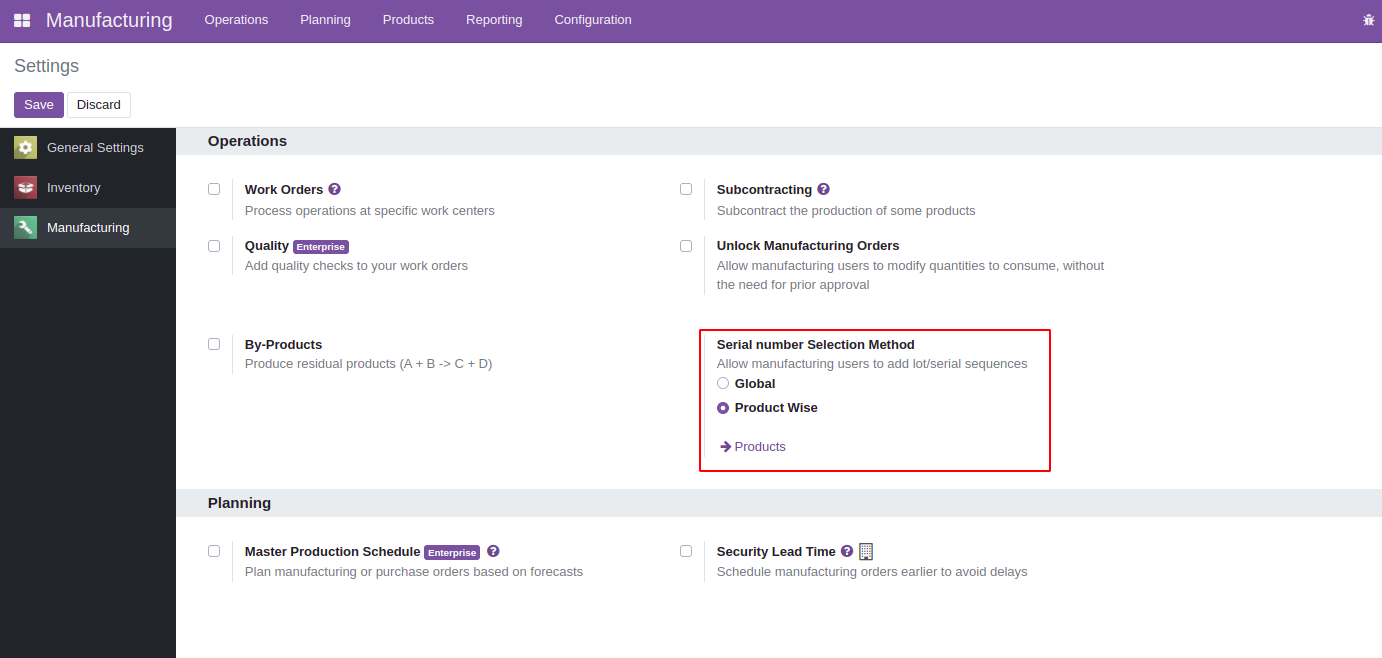 Manufacturing Operations Planning Products Reporting Configuration
Settings
Save Discard
General Settings
Inventory
Manufacturing
Operations
Work Orders ?
Process operations at specific work centers
Subcontracting ?
Subcontract the production of some products
Quality Enterprise
Add quality checks to your work orders
Unlock Manufacturing Orders
Allow manufacturing users to modify quantities to consume, without
the need for prior approval
By-Products
Produce residual products (A + B -> C + D)
Serial number Selection Method
Allow manufacturing users to add lot/serial sequences
Global
Product Wise
Products
Planning
Master Production Schedule Enterprise ?
Plan manufacturing or purchase orders based on forecasts
Security Lead Time ?
Schedule manufacturing orders earlier to avoid delays